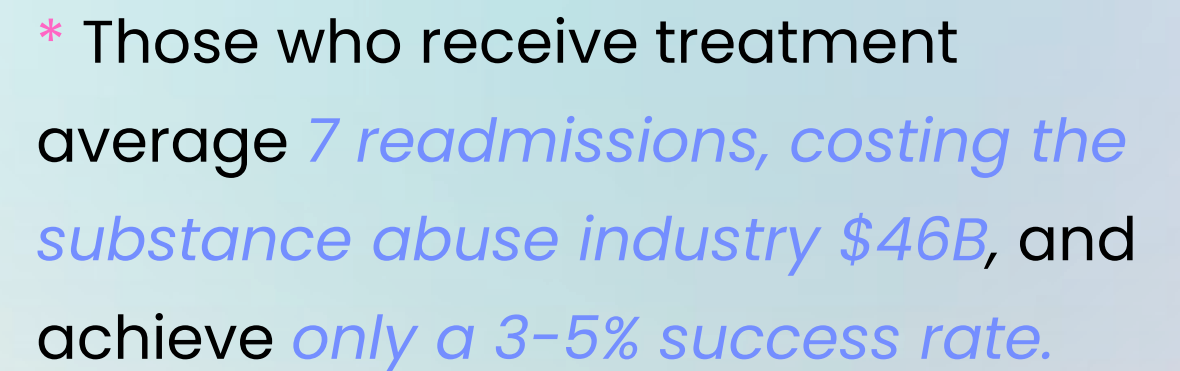 * Those who receive treatment
average 7 readmissions, costing the
substance abuse industry $46B, and
achieve only a 3-5% success rate.